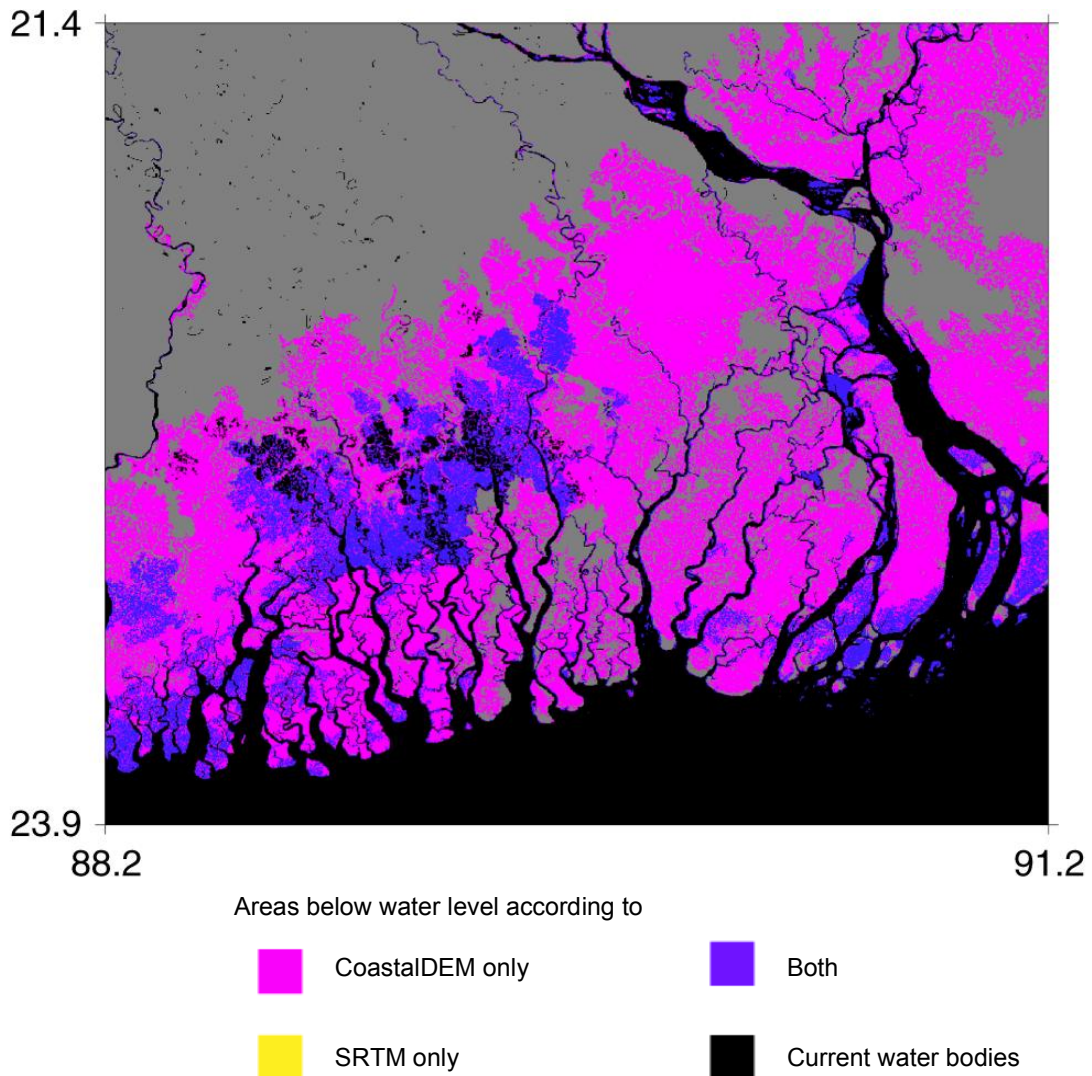 21.4
23.9
88.2 91.2
Areas below water level according to
CoastalDEM only Both
SRTM only Current water bodies